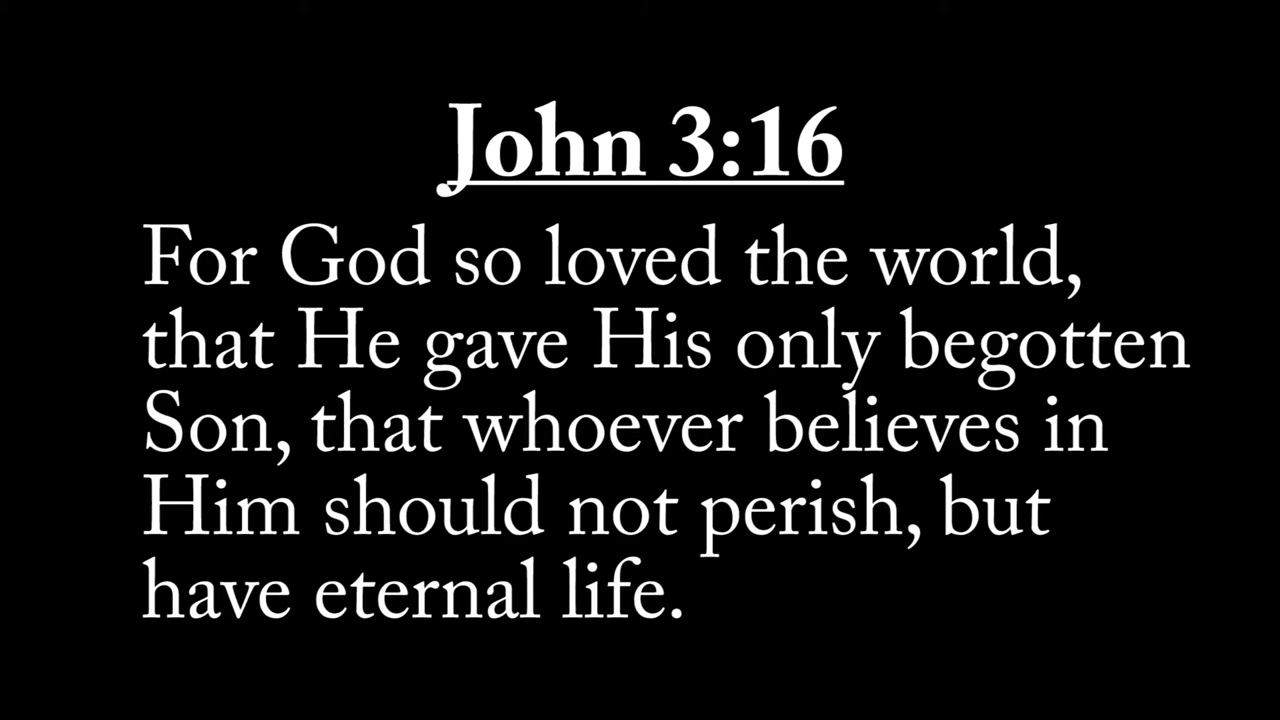 John 3:16
For God so loved the world,
that He gave His only begotten
Son, that whoever believes in
Him should not perish, but
have eternal life.